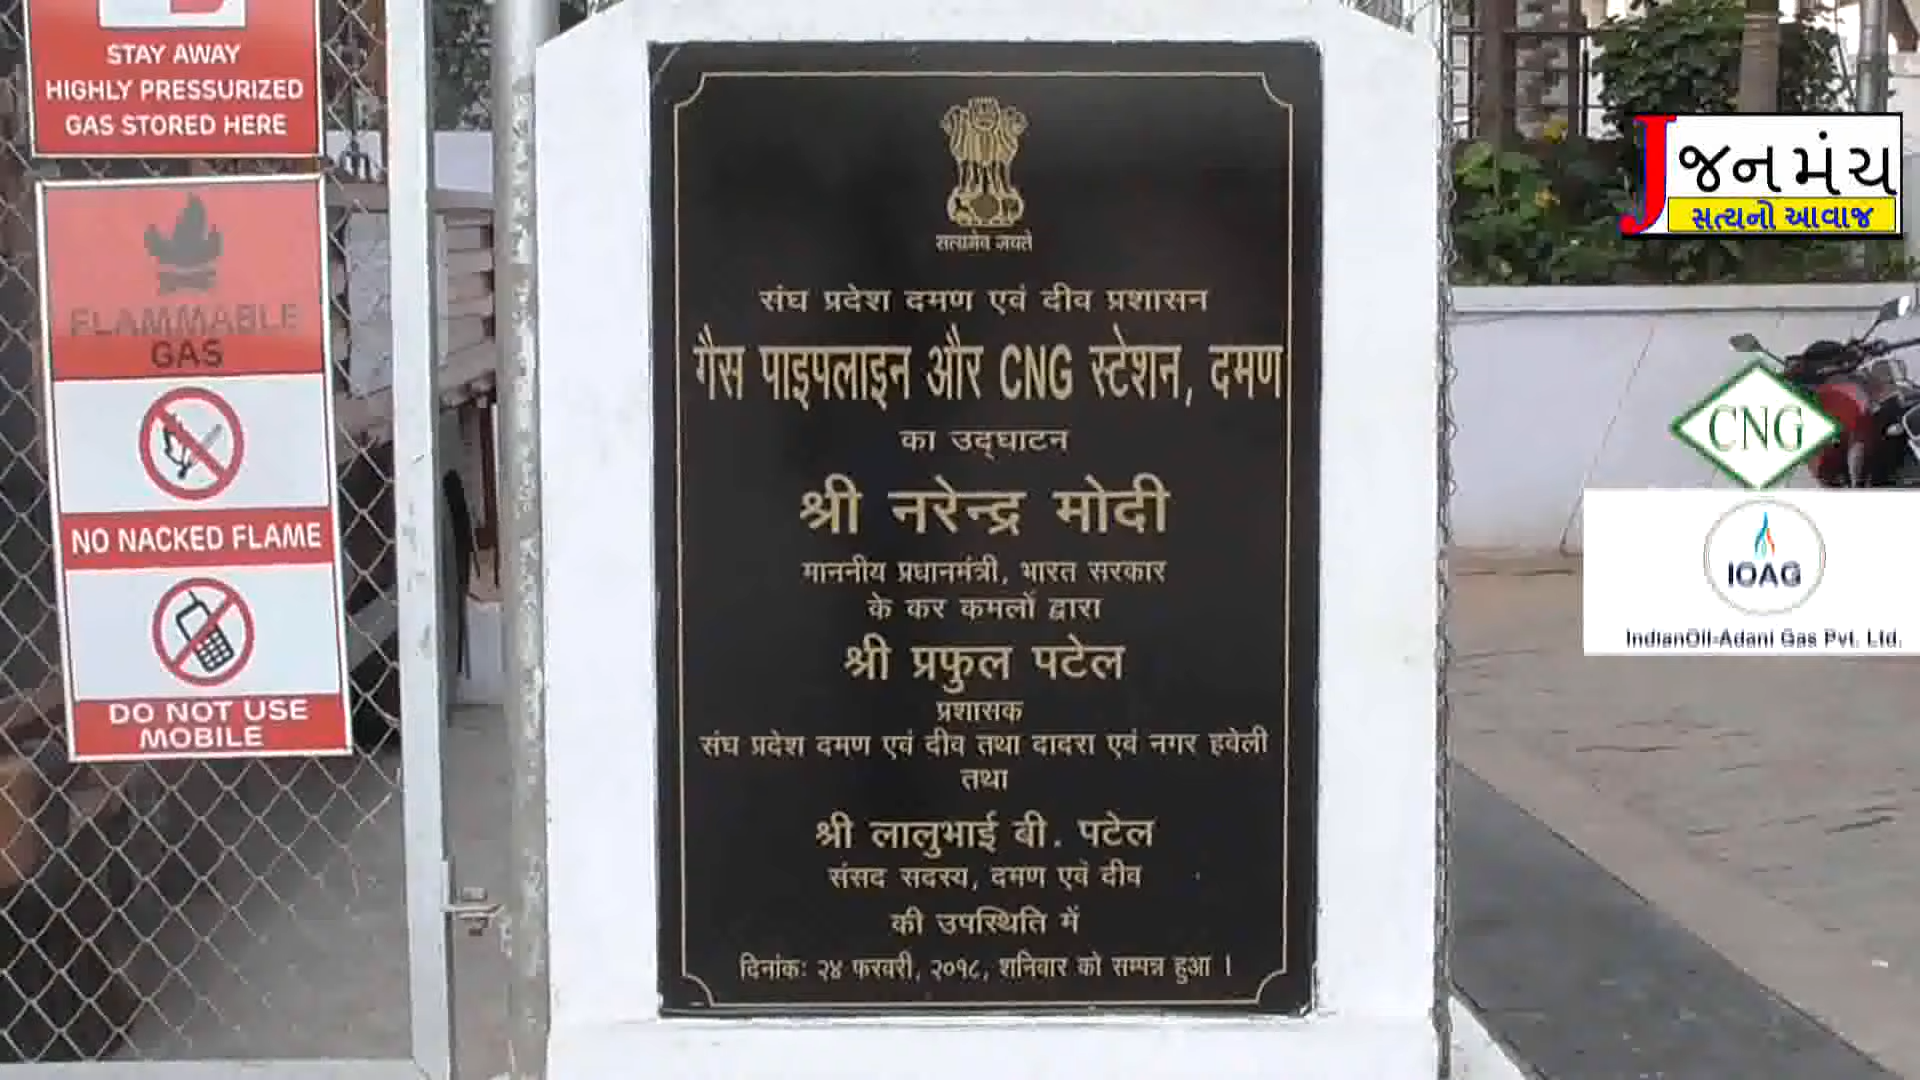 STAY AWAY
HIGHLY PRESSURIZED
GAS STORED HERE
FLAMMABLE
GAS
NO NACKED FLAME
DO NOT USE
MOBILE
सत्यमेव जयते
संघ प्रदेश दमण एवं दीव प्रशासन
गैस पाइपलाइन और CNG स्टेशन, दमण
का उद्घाटन
श्री नरेन्द्र मोदी
माननीय प्रधानमंत्री, भारत सरकार
के कर कमलों द्वारा
श्री प्रफुल पटेल
प्रशासक
संघ प्रदेश दमण एवं दीव तथा दादरा एवं नगर हवेली
तथा
श्री लालुभाई बी. पटेल
संसद सदस्य, दमण एवं दीव
की उपस्थिति में
दिनांकः २४ फरवरी, २०१८, शनिवार को सम्पन्न हुआ ।
J જનમંચ
સત્યનો આવાજ
CNG
IOAG
IndianOil-Adani Gas Pvt. Ltd.